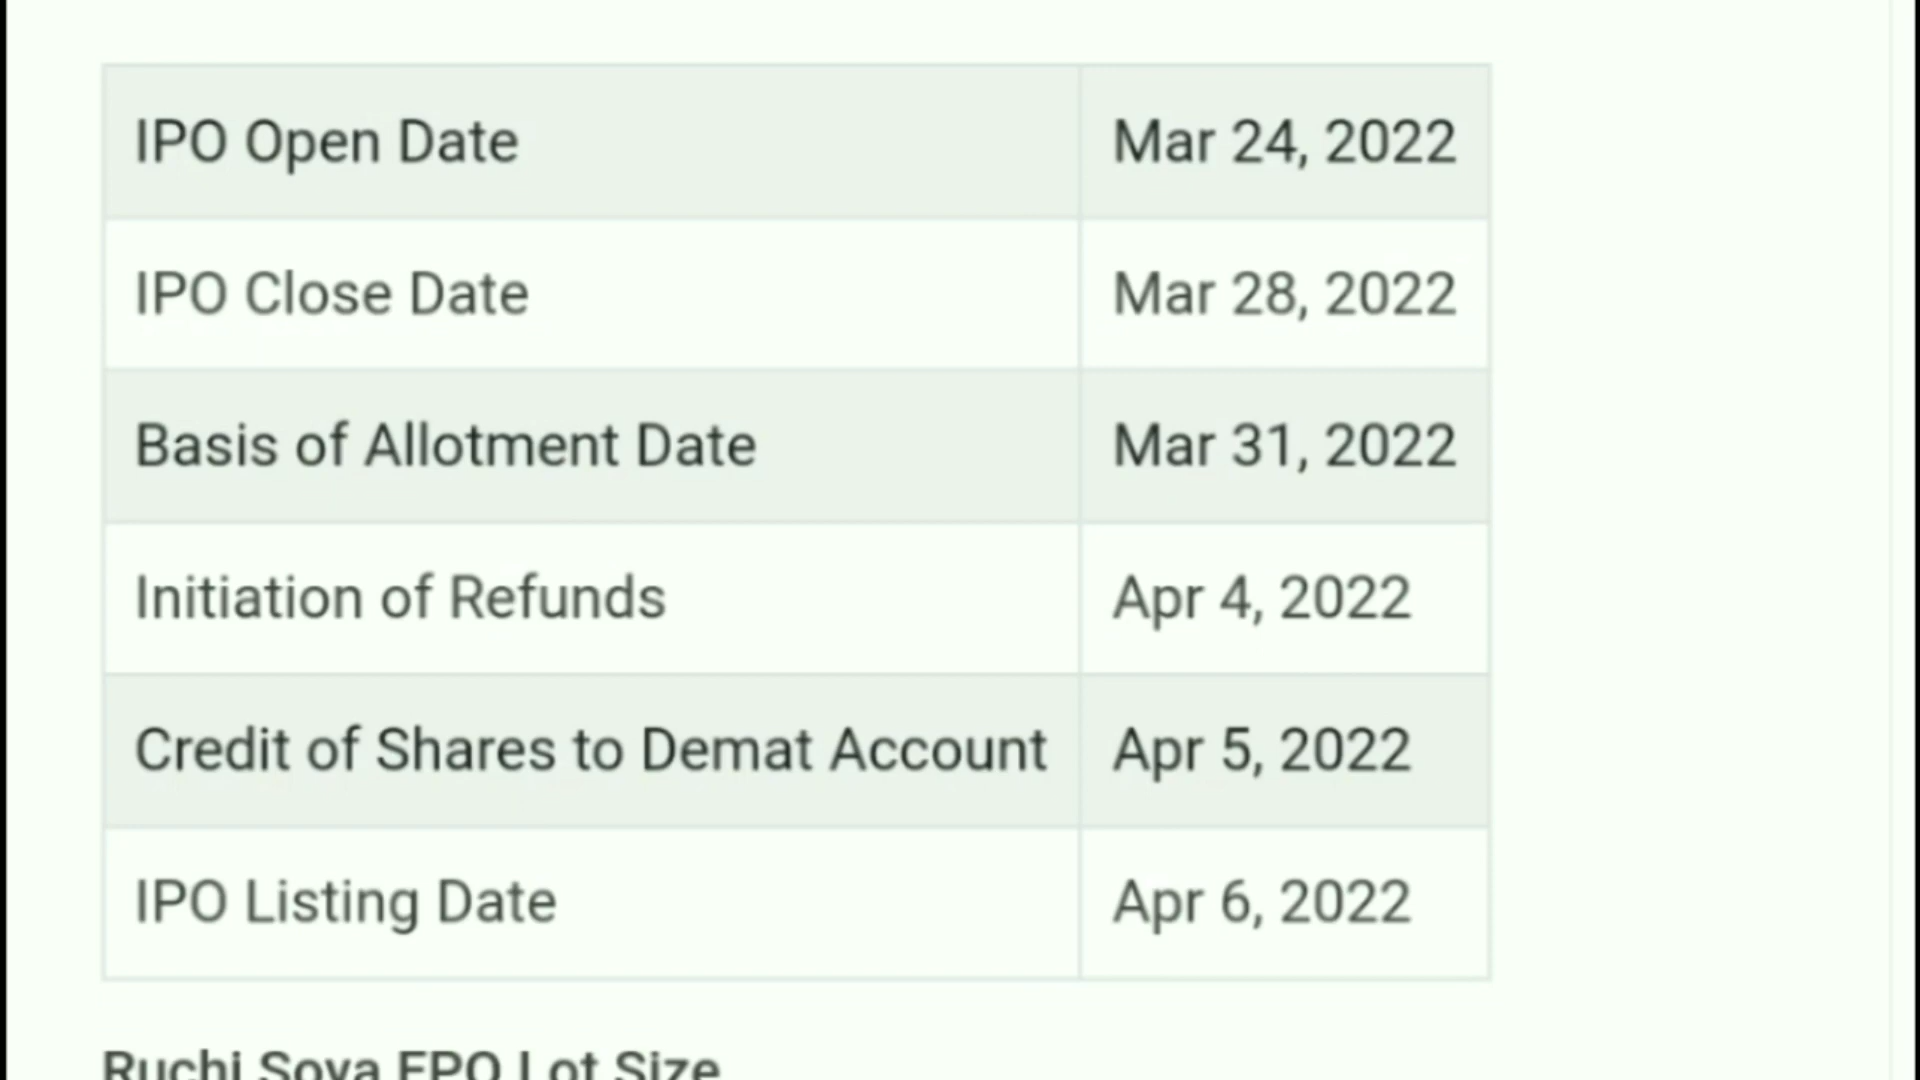 IPO Open Date Mar 24, 2022
IPO Close Date Mar 28, 2022
Basis of Allotment Date Mar 31, 2022
Initiation of Refunds Apr 4, 2022
Credit of Shares to Demat Account Apr 5, 2022
IPO Listing Date Apr 6, 2022
Ruchi Soya FPO Lot Size